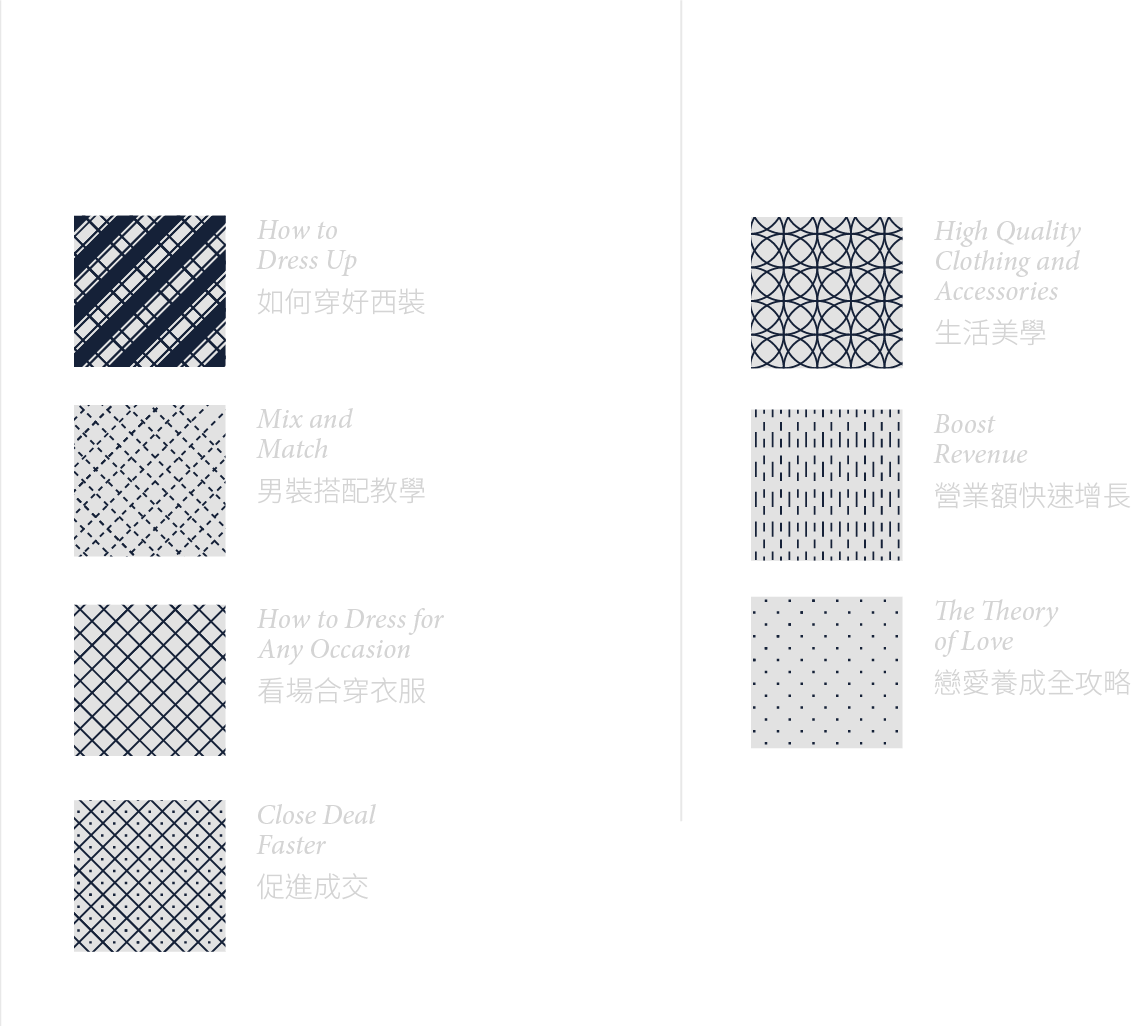 How to
Dress Up
如何穿好西裝
Mix and
Match
男裝搭配教學
How to Dress for
Any Occasion
看場合穿衣服
Close Deal
Faster
促進成交
High Quality
Clothing and
Accessories
生活美學
Boost
Revenue
營業額快速增長
The Theory
of Love
戀愛養成全攻略